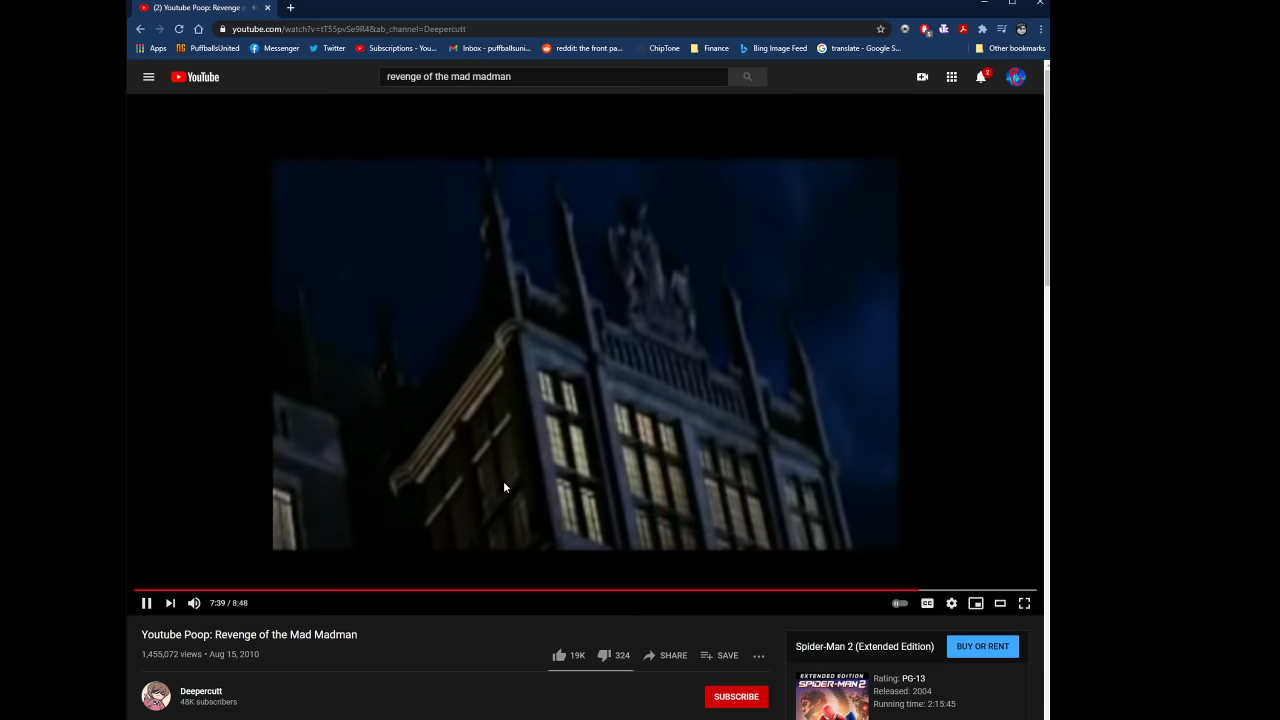 (2) Youtube Poop: Revenge o
youtube.com/watch?v=tT55pvSe9R4&ab_channel=Deepercutt
Apps PuffballsUnited Messenger Twitter Subscriptions - You... Inbox - puffballsuni... reddit: the front pa... ChipTone Finance Bing Image Feed translate - Google S... Other bookmarks
YouTube
revenge of the mad madman
2
7:39 / 8:48
Youtube Poop: Revenge of the Mad Madman
1,455,072 views • Aug 15, 2010
19K 324 SHARE SAVE
Deepercutt
48K subscribers
SUBSCRIBE
Spider-Man 2 (Extended Edition) BUY OR RENT
EXTENDED EDITION
SPIDER-MAN 2
Rating: PG-13
Released: 2004
Running time: 2:15:45